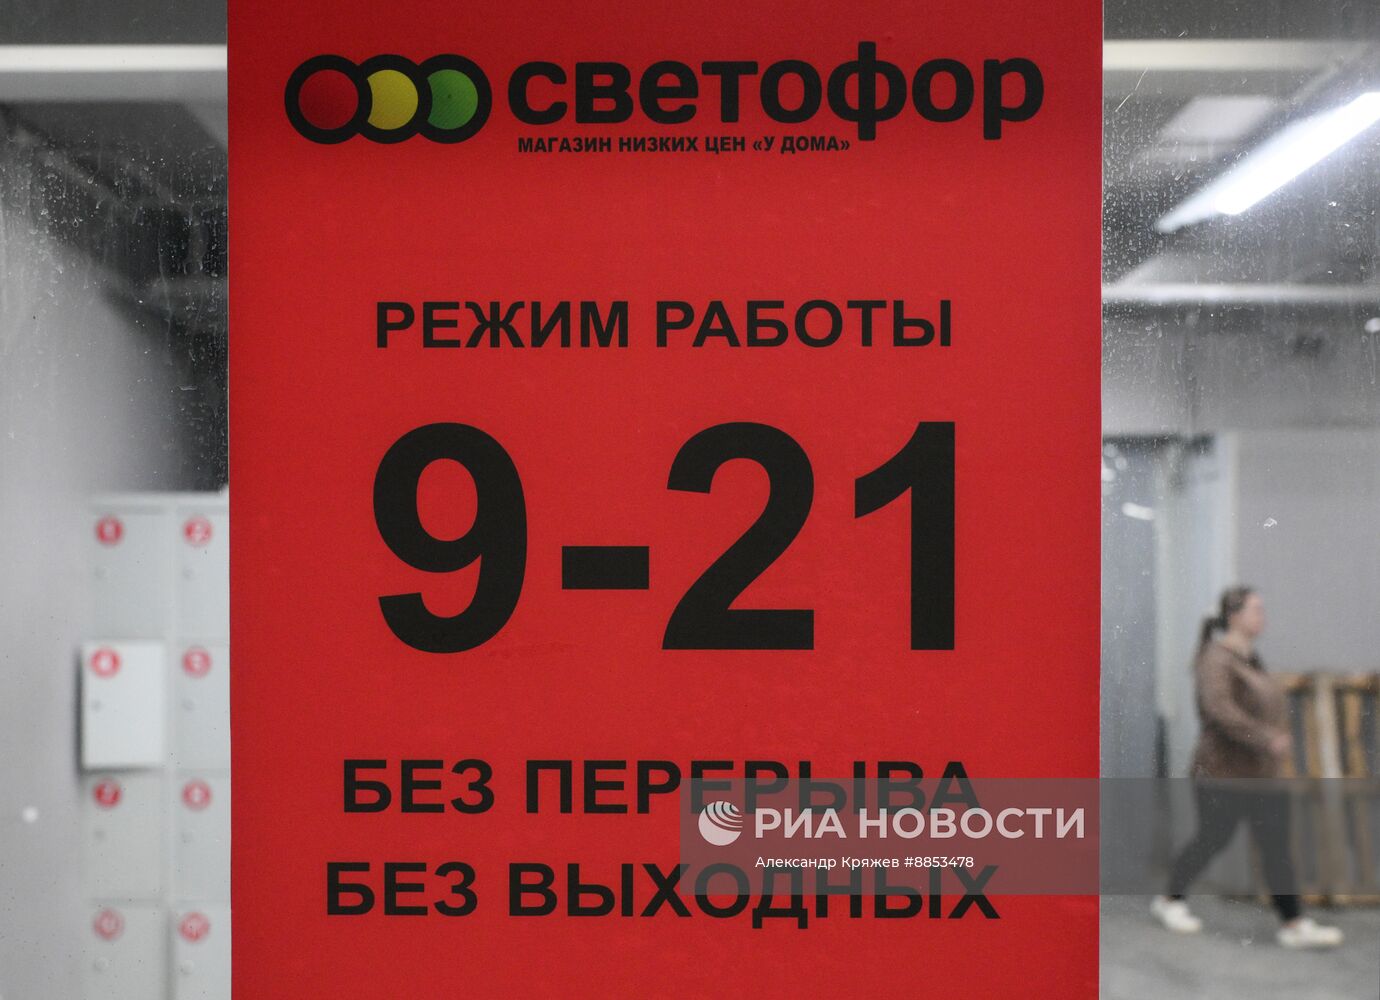 светофор
МАГАЗИН НИЗКИХ ЦЕН «У ДОМА»
РЕЖИМ РАБОТЫ
9-21
БЕЗ ПЕРЕРЫВА
БЕЗ ВЫХОДНЫХ
РИА НОВОСТИ
Александр Кряжев #8853478